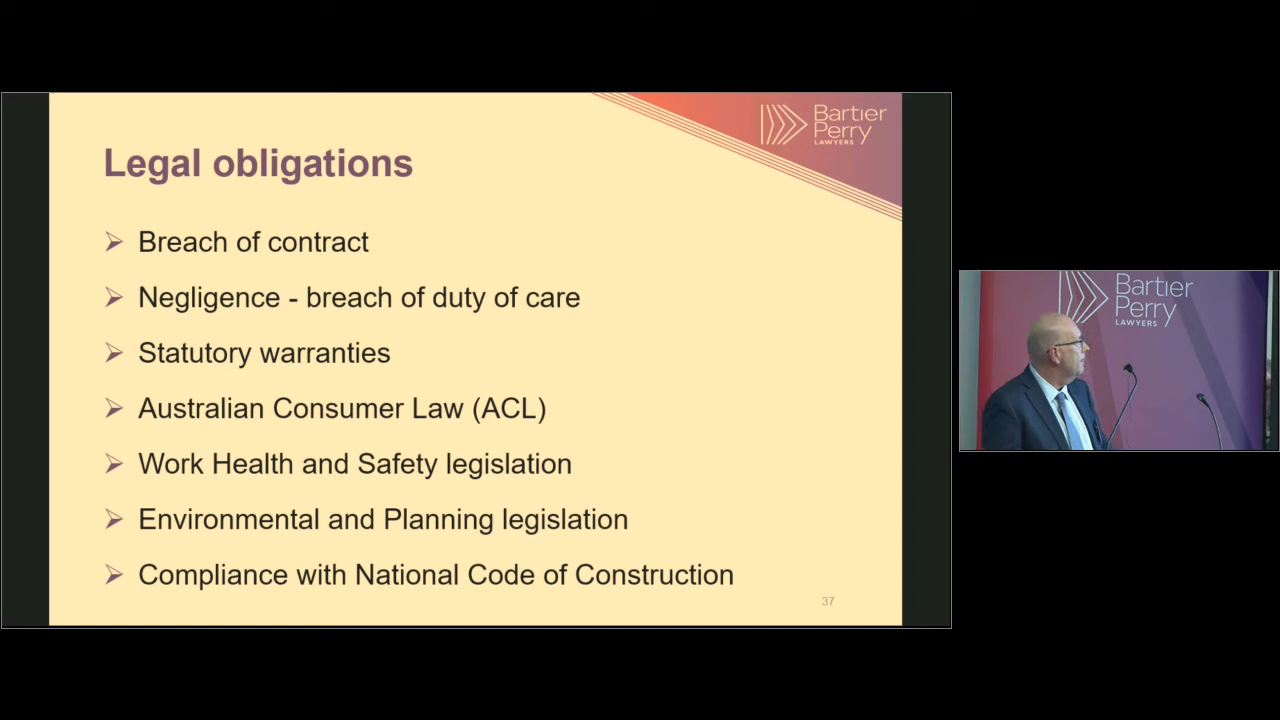 Bartier
Perry
LAWYERS
Legal obligations
Breach of contract
Negligence - breach of duty of care
Statutory warranties
Australian Consumer Law (ACL)
Work Health and Safety legislation
Environmental and Planning legislation
Compliance with National Code of Construction
37
Bartier
Perry
LAWYERS